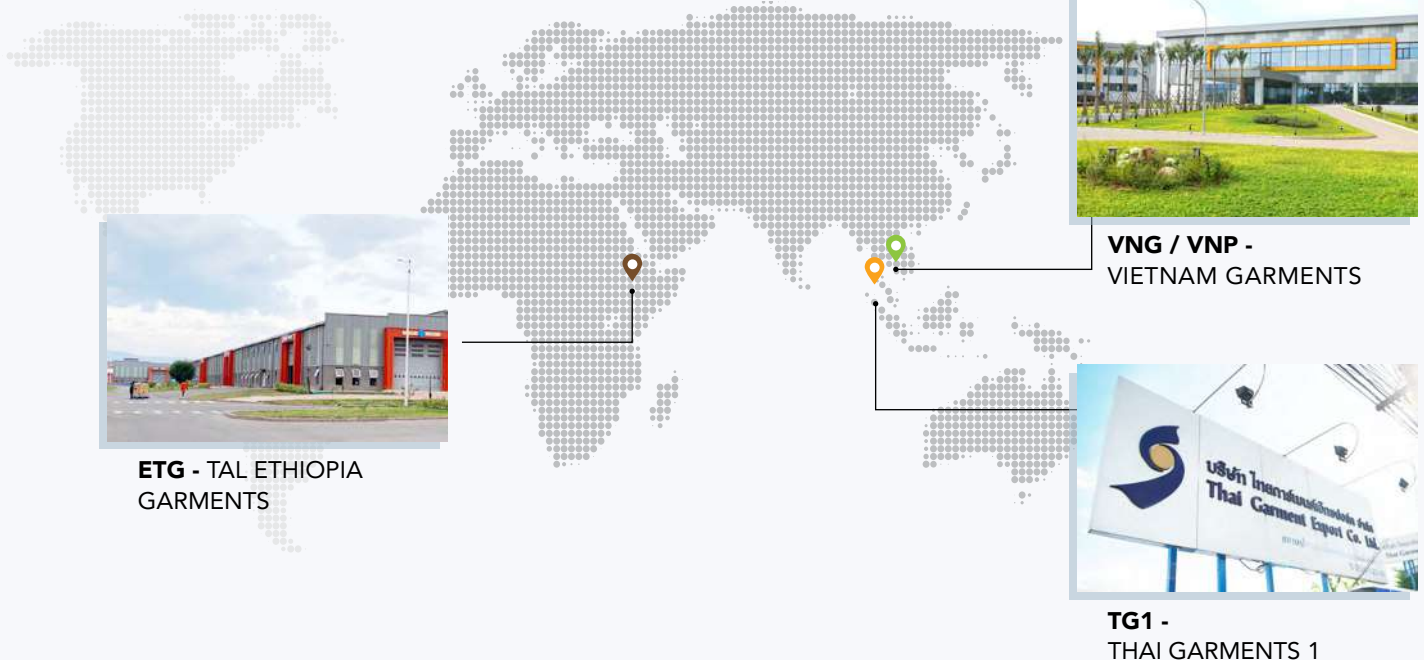 VNG / VNP -
VIETNAM GARMENTS
ETG - TAL ETHIOPIA
GARMENTS
Thai Garment Export Co. Ltd.
TG1 -
THAI GARMENTS 1